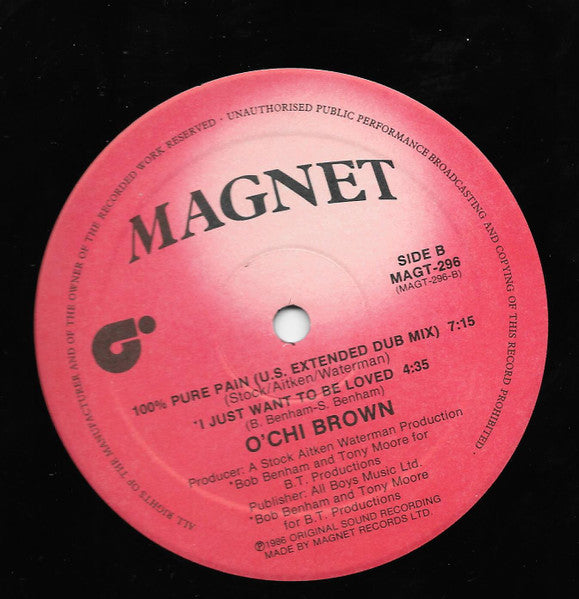 ALL RIGHTS OF THE MANUFACTURER AND OF THE OWNER OF THE RECORDED WORK RESERVED · UNAUTHORISED PUBLIC PERFORMANCE BROADCASTING AND COPYING OF THIS RECORD PROHIBITED ·
MAGNET
SIDE B
MAGT-296
(MAGT-296-B)
100% PURE PAIN (U.S. EXTENDED DUB MIX) 7:15
(Stock/Aitken/Waterman)
*I JUST WANT TO BE LOVED 4:35
(B. Benham-S. Benham)
O'CHI BROWN
Producer: A Stock Aitken Waterman Production
*Bob Benham and Tony Moore for
B.T. Productions
Publisher: All Boys Music Ltd.
*Bob Benham and Tony Moore
for B.T. Productions
℗1986 ORIGINAL SOUND RECORDING
MADE BY MAGNET RECORDS LTD.